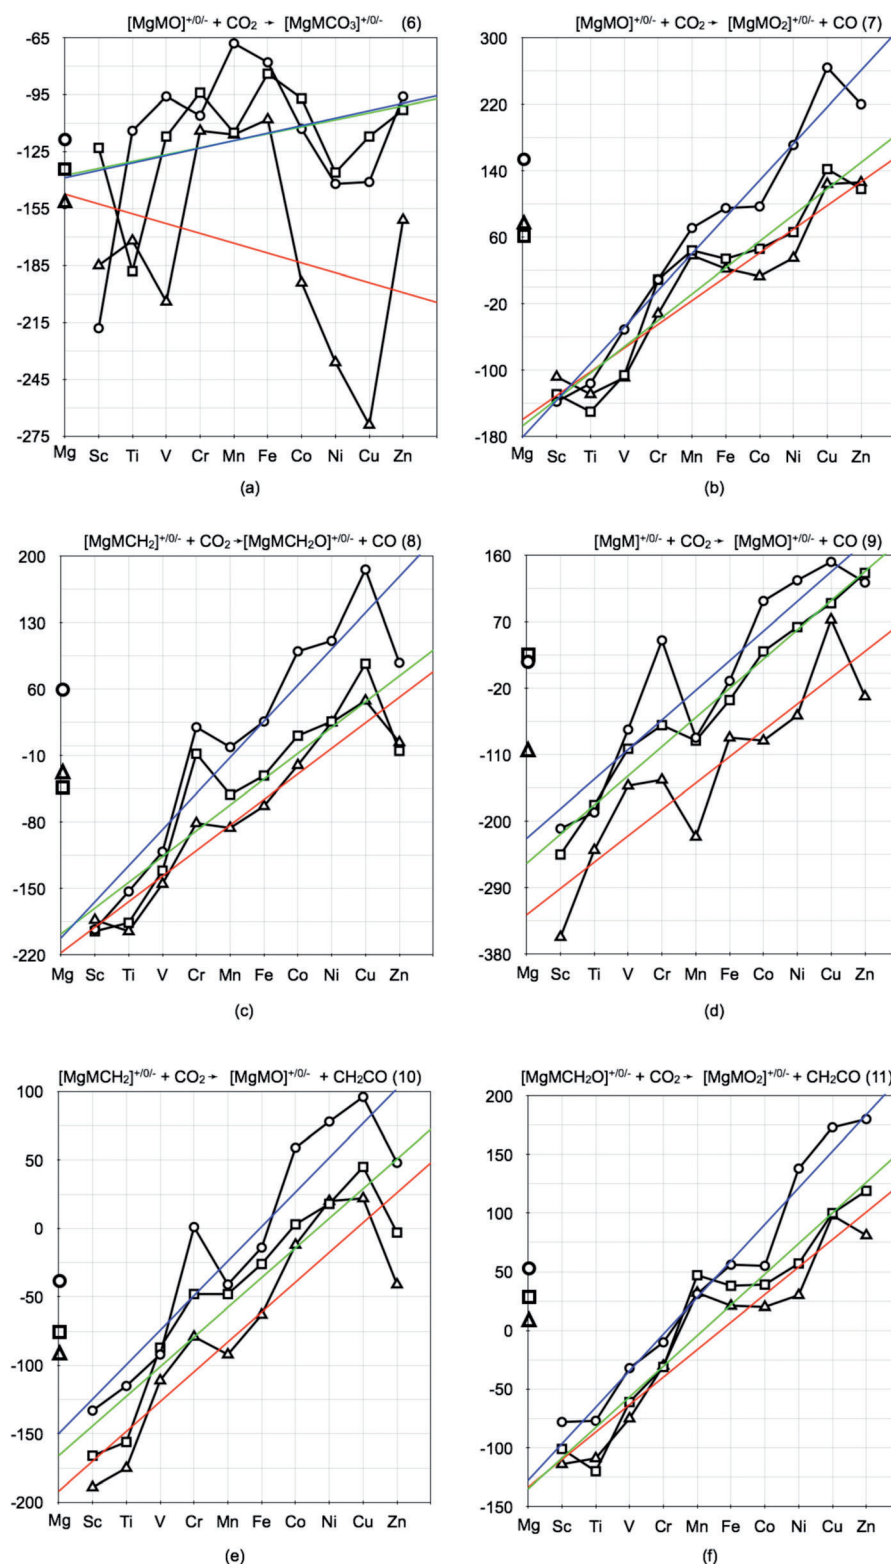 [MgMO]+/0/- + CO2 → [MgMCO3]+/0/- (6)
-65
-95
-125
-155
-185
-215
-245
-275
Mg Sc Ti V Cr Mn Fe Co Ni Cu Zn
(a)
[MgMO]+/0/- + CO2 → [MgMO2]+/0/- + CO (7)
300
220
140
60
-20
-100
-180
Mg Sc Ti V Cr Mn Fe Co Ni Cu Zn
(b)
[MgMCH2]+/0/- + CO2→[MgMCH2O]+/0/- + CO (8)
200
130
60
-10
-80
-150
-220
Mg Sc Ti V Cr Mn Fe Co Ni Cu Zn
(c)
[MgM]+/0/- + CO2→ [MgMO]+/0/- + CO (9)
160
70
-20
-110
-200
-290
-380
Mg Sc Ti V Cr Mn Fe Co Ni Cu Zn
(d)
[MgMCH2]+/0/- + CO2→ [MgMO]+/0/- + CH2CO (10)
100
50
0
-50
-100
-150
-200
Mg Sc Ti V Cr Mn Fe Co Ni Cu Zn
(e)
[MgMCH2O]+/0/- + CO2→ [MgMO2]+/0/- + CH2CO (11)
200
150
100
50
0
-50
-100
-150
Mg Sc Ti V Cr Mn Fe Co Ni Cu Zn
(f)